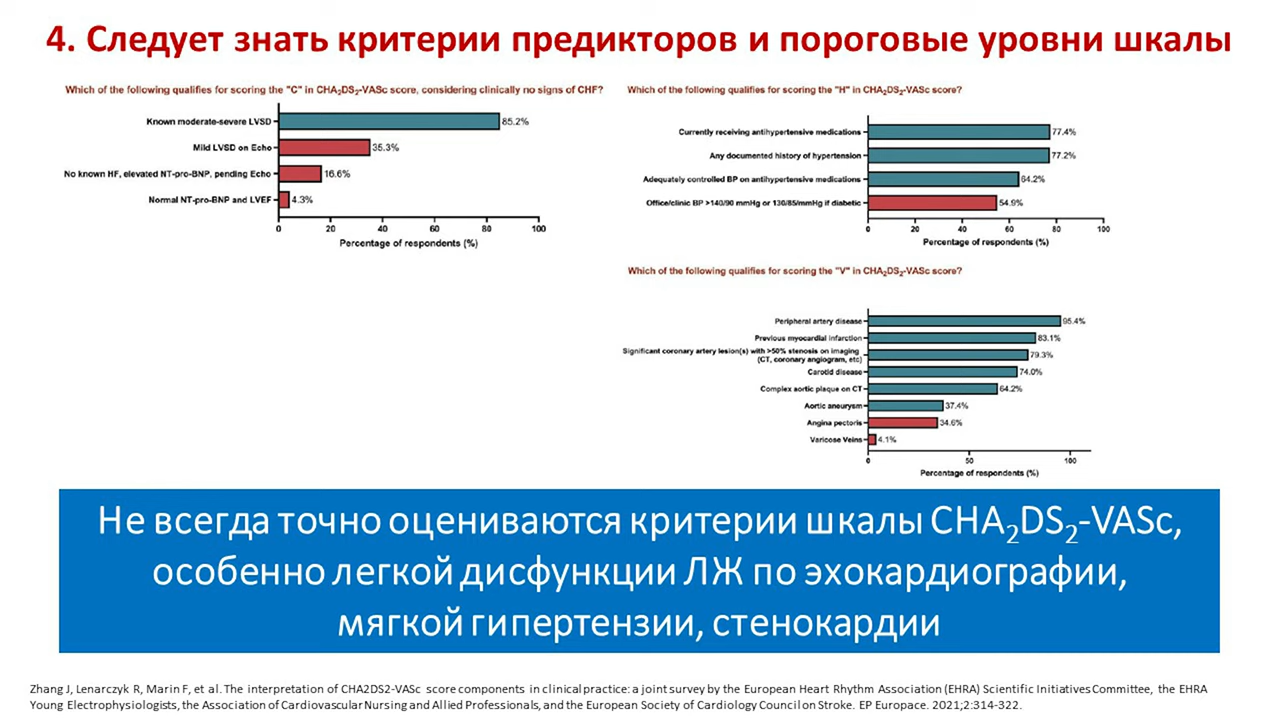 4. Следует знать критерии предикторов и пороговые уровни шкалы
Which of the following qualifies for scoring the "C" in CHA₂DS₂-VASc score, considering clinically no signs of CHF?
Known moderate-severe LVSD
85.2%
Mild LVSD on Echo
35.3%
No known HF, elevated NT-pro-BNP, pending Echo
16.6%
Normal NT-pro-BNP and LVEF
4.3%
0 20 40 60 80 100
Percentage of respondents (%)
Which of the following qualifies for scoring the "H" in CHA₂DS₂-VASc score?
Currently receiving antihypertensive medications
77.4%
Any documented history of hypertension
77.2%
Adequately controlled BP on antihypertensive medications
64.2%
Office/clinic BP >140/90 mmHg or 130/85/mmHg if diabetic
54.9%
0 20 40 60 80 100
Percentage of respondents (%)
Which of the following qualifies for scoring the "V" in CHA₂DS₂-VASc score?
Peripheral artery disease
95.4%
Previous myocardial infarction
83.1%
Significant coronary artery lesion(s) with >50% stenosis on imaging
(CT, coronary angiogram, etc)
79.3%
Carotid disease
74.0%
Complex aortic plaque on CT
64.2%
Aortic aneurysm
37.4%
Angina pectoris
34.6%
Varicose Veins
4.1%
0 50 100
Percentage of respondents (%)
Не всегда точно оцениваются критерии шкалы CHA₂DS₂-VASc,
особенно легкой дисфункции ЛЖ по эхокардиографии,
мягкой гипертензии, стенокардии
Zhang J, Lenarczyk R, Marin F, et al. The interpretation of CHA2DS2-VASc score components in clinical practice: a joint survey by the European Heart Rhythm Association (EHRA) Scientific Initiatives Committee, the EHRA
Young Electrophysiologists, the Association of Cardiovascular Nursing and Allied Professionals, and the European Society of Cardiology Council on Stroke. EP Europace. 2021;2:314-322.